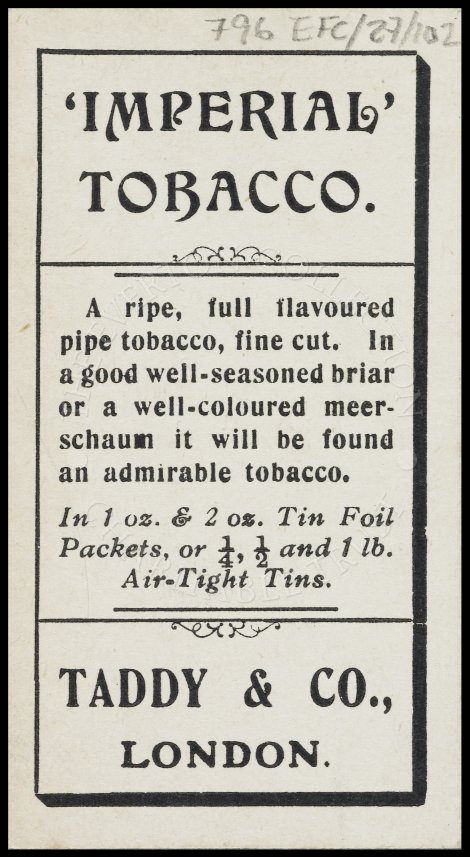 796 EFC/27/102
'IMPERIAL'
TOBACCO.
A ripe, full flavoured
pipe tobacco, fine cut. In
a good well-seasoned briar
or a well-coloured meer-
schaum it will be found
an admirable tobacco.
In 1 oz. & 2 oz. Tin Foil
Packets, or ¼, ½ and 1 lb.
Air-Tight Tins.
TADDY & CO.,
LONDON.